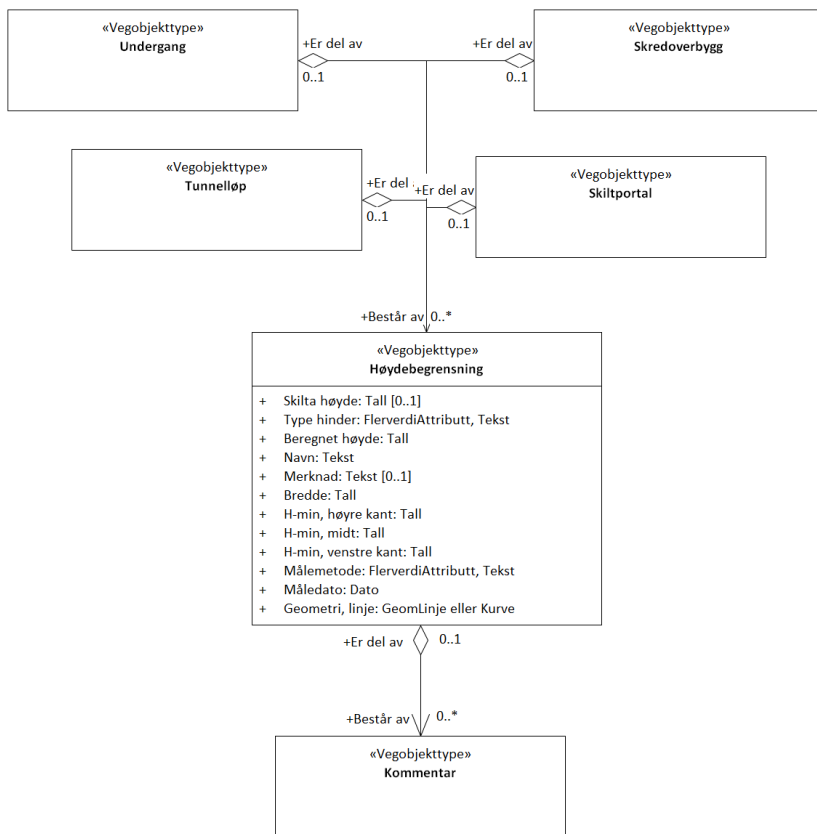 «Vegobjekttype»
Undergang
+Er del av
0..1
«Vegobjekttype»
Skredoverbygg
+Er del av
0..1
«Vegobjekttype»
Tunnelløp
+Er del
0..1
«Vegobjekttype»
Skiltportal
+Er del av
0..1
+Består av 0..*
«Vegobjekttype»
Høydebegrensning
+ Skilta høyde: Tall [0..1]
+ Type hinder: FlerverdiAttributt, Tekst
+ Beregnet høyde: Tall
+ Navn: Tekst
+ Merknad: Tekst [0..1]
+ Bredde: Tall
+ H-min, høyre kant: Tall
+ H-min, midt: Tall
+ H-min, venstre kant: Tall
+ Målemetode: FlerverdiAttributt, Tekst
+ Måledato: Dato
+ Geometri, linje: GeomLinje eller Kurve
+Er del av 0..1
+Består av 0..*
«Vegobjekttype»
Kommentar